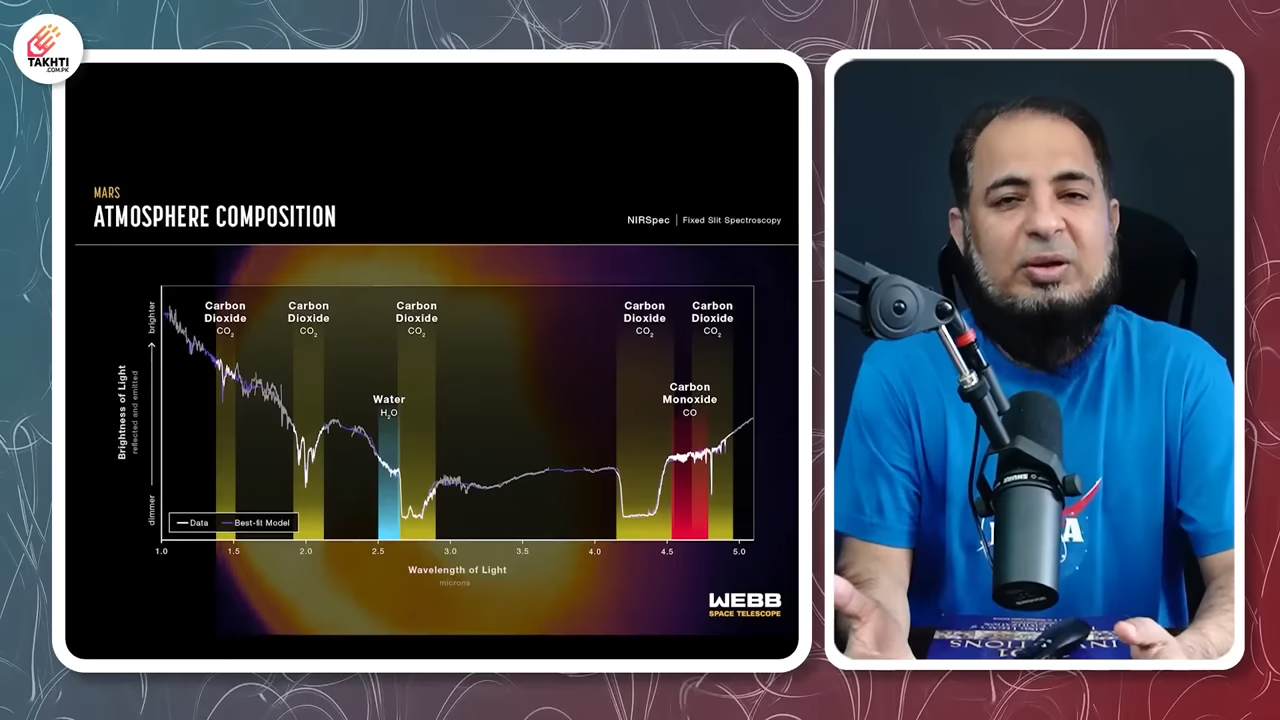 TAKHTI
.COM.PK
MARS
ATMOSPHERE COMPOSITION
NIRSpec | Fixed Slit Spectroscopy
Carbon
Dioxide
CO₂
Carbon
Dioxide
CO₂
Carbon
Dioxide
CO₂
Carbon
Dioxide
CO₂
Carbon
Dioxide
CO₂
Water
H₂O
Carbon
Monoxide
CO
brighter
Brightness of Light
reflected and emitted
dimmer
Data
Best-fit Model
1.0 1.5 2.0 2.5 3.0 3.5 4.0 4.5 5.0
Wavelength of Light
microns
WEBB
SPACE TELESCOPE
SHURE